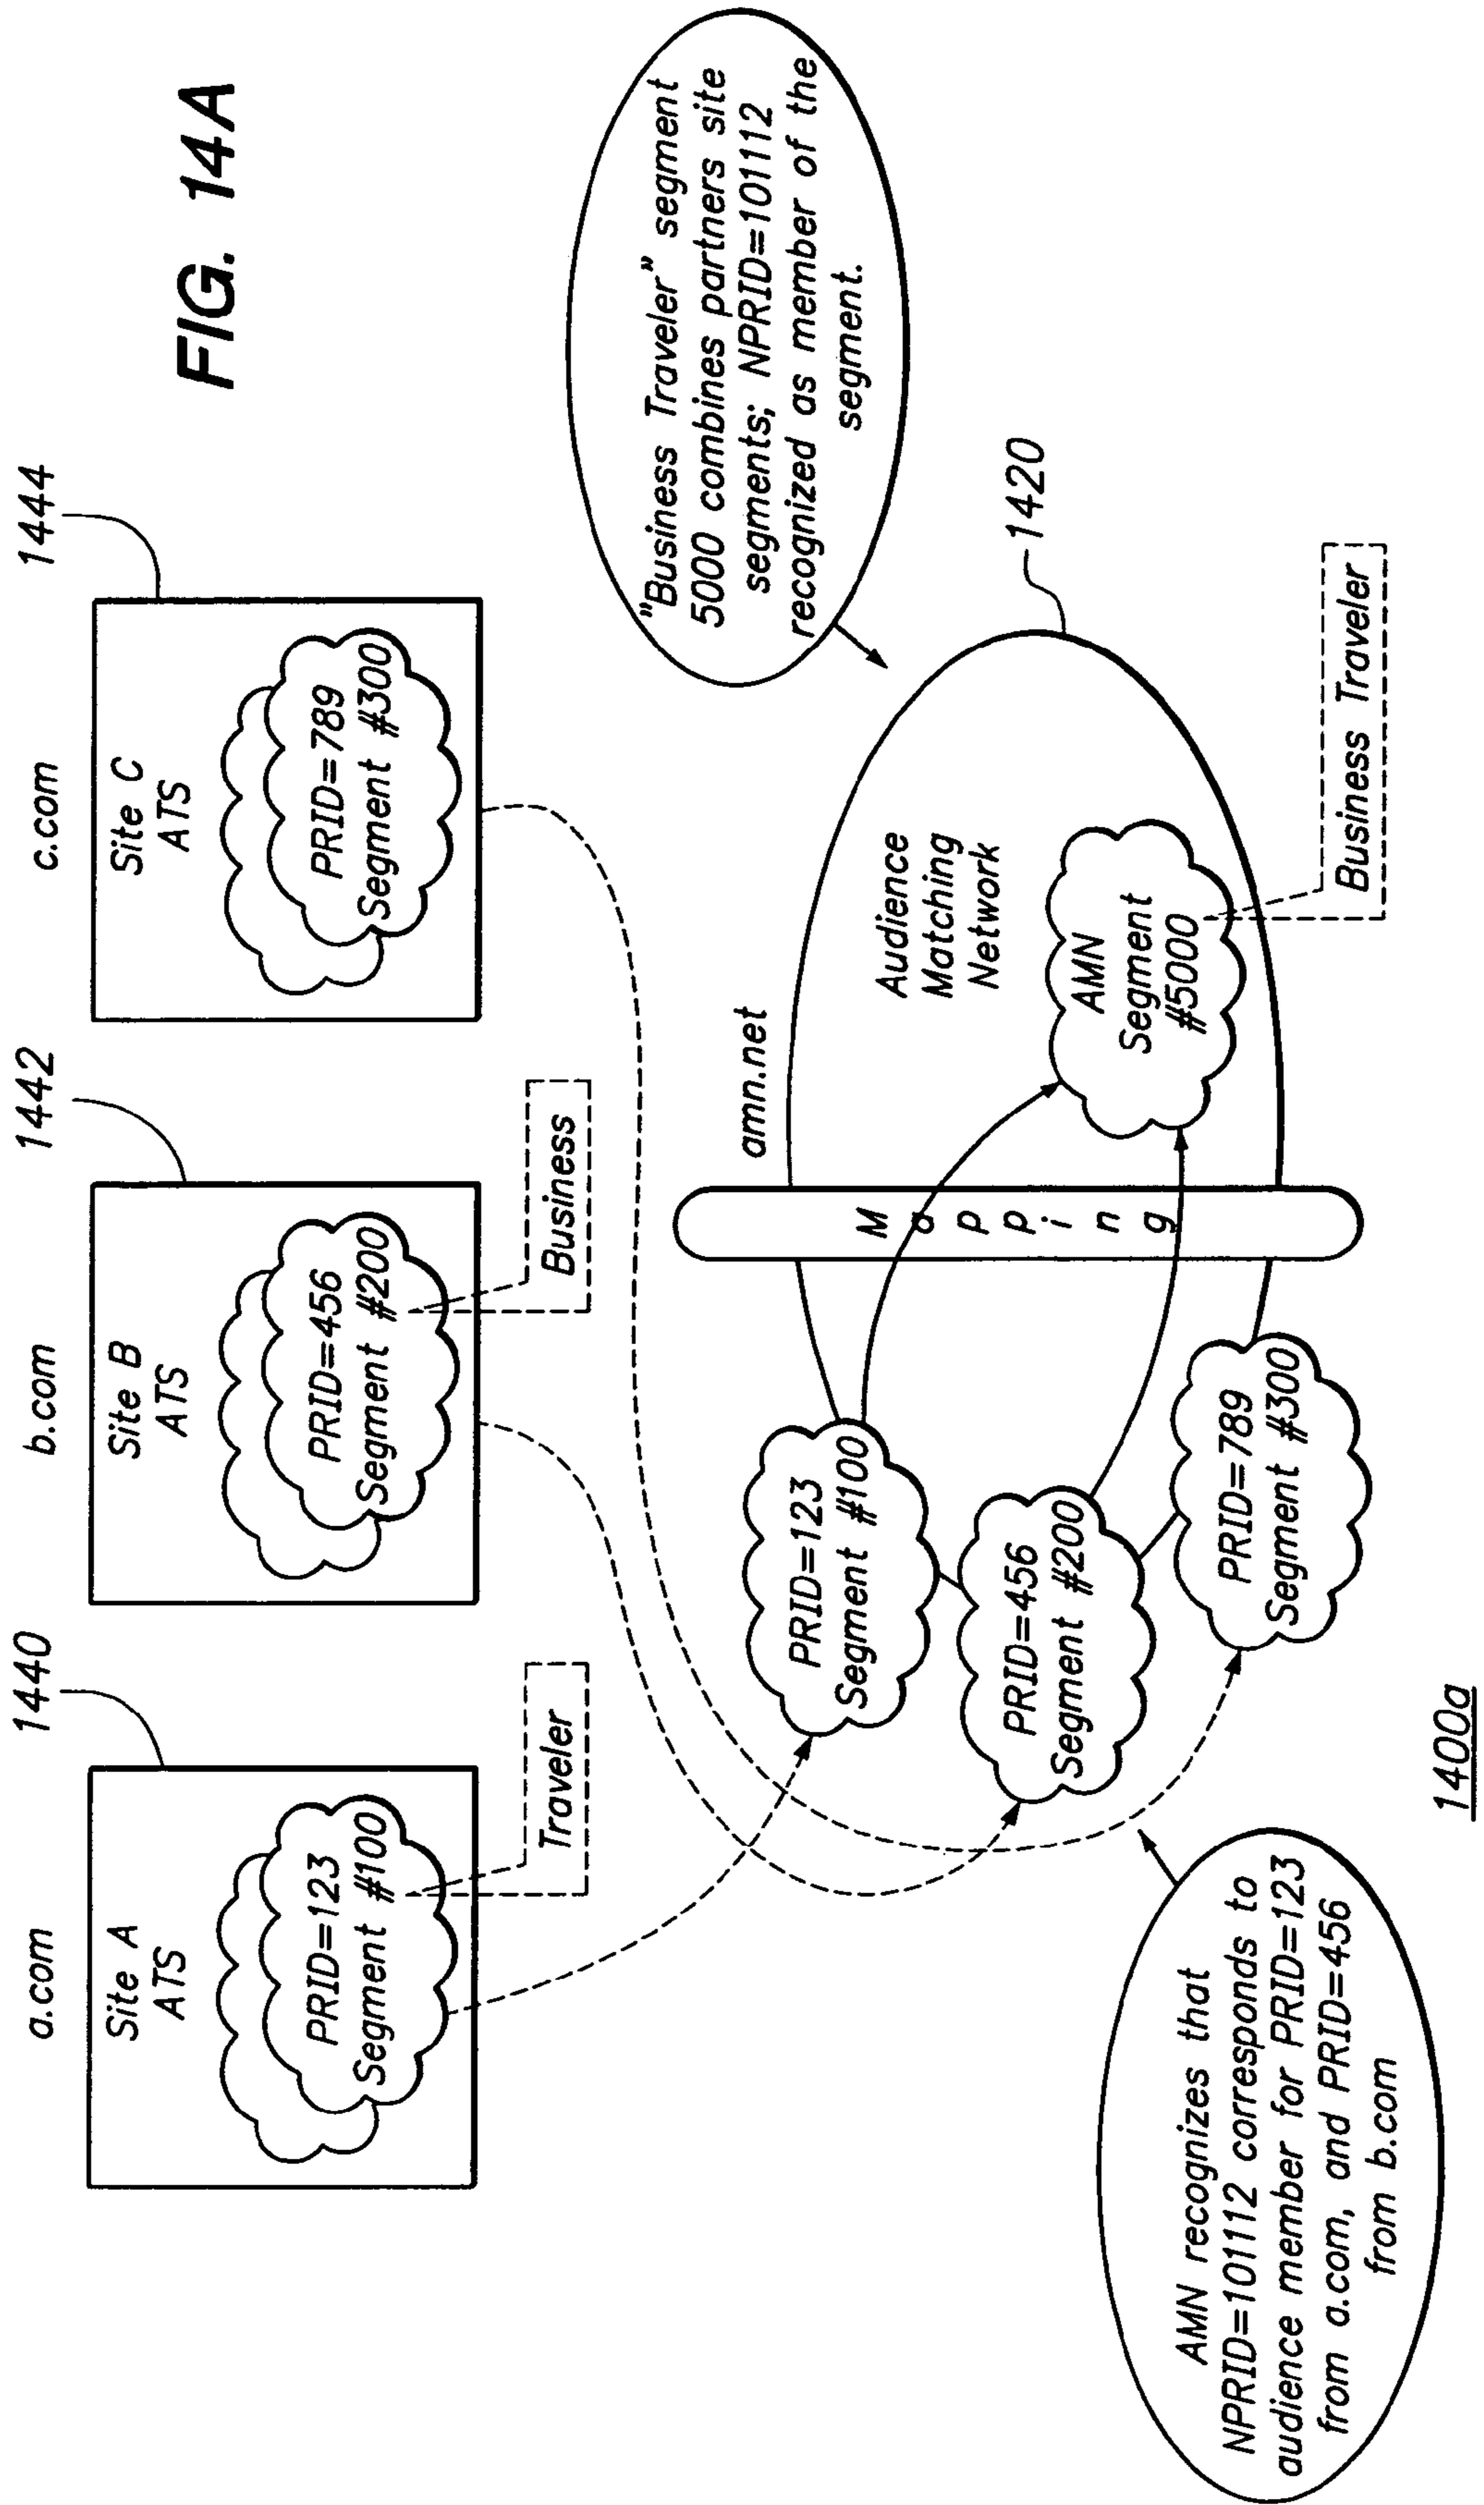 FIG. 14A
1440
1442
1444
a.com
b.com
c.com
Site A
ATS
PRID=123
Segment #100
Traveler
Site B
ATS
PRID=456
Segment #200
Business
Site C
ATS
PRID=789
Segment #300
"Business Traveler" segment
5000 combines partners site
segments; NPRID=101112
recognized as member of the
segment.
amn.net
1420
Audience
Matching
Network
Mapping
AMN
Segment
#5000
Business Traveler
PRID=123
Segment #100
PRID=456
Segment #200
PRID=789
Segment #300
AMN recognizes that
NPRID=101112 corresponds to
audience member for PRID=123
from a.com, and PRID=456
from b.com
1400a